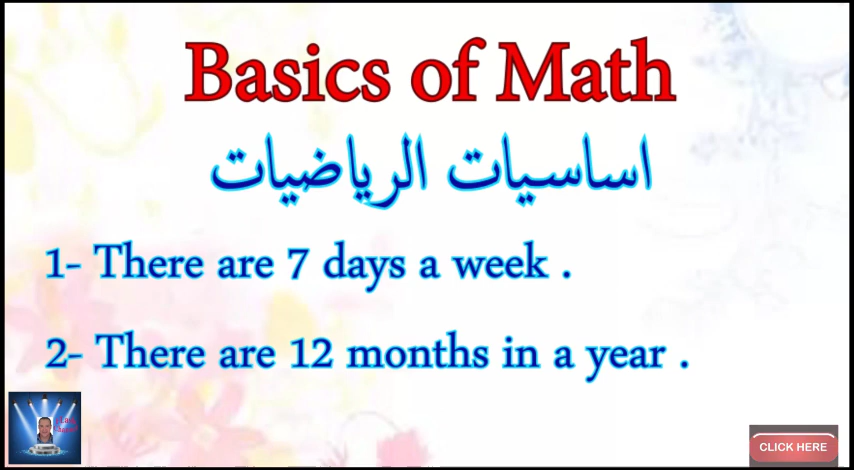 Basics of Math
اساسيات الرياضيات
1- There are 7 days a week .
2- There are 12 months in a year .
CLICK HERE